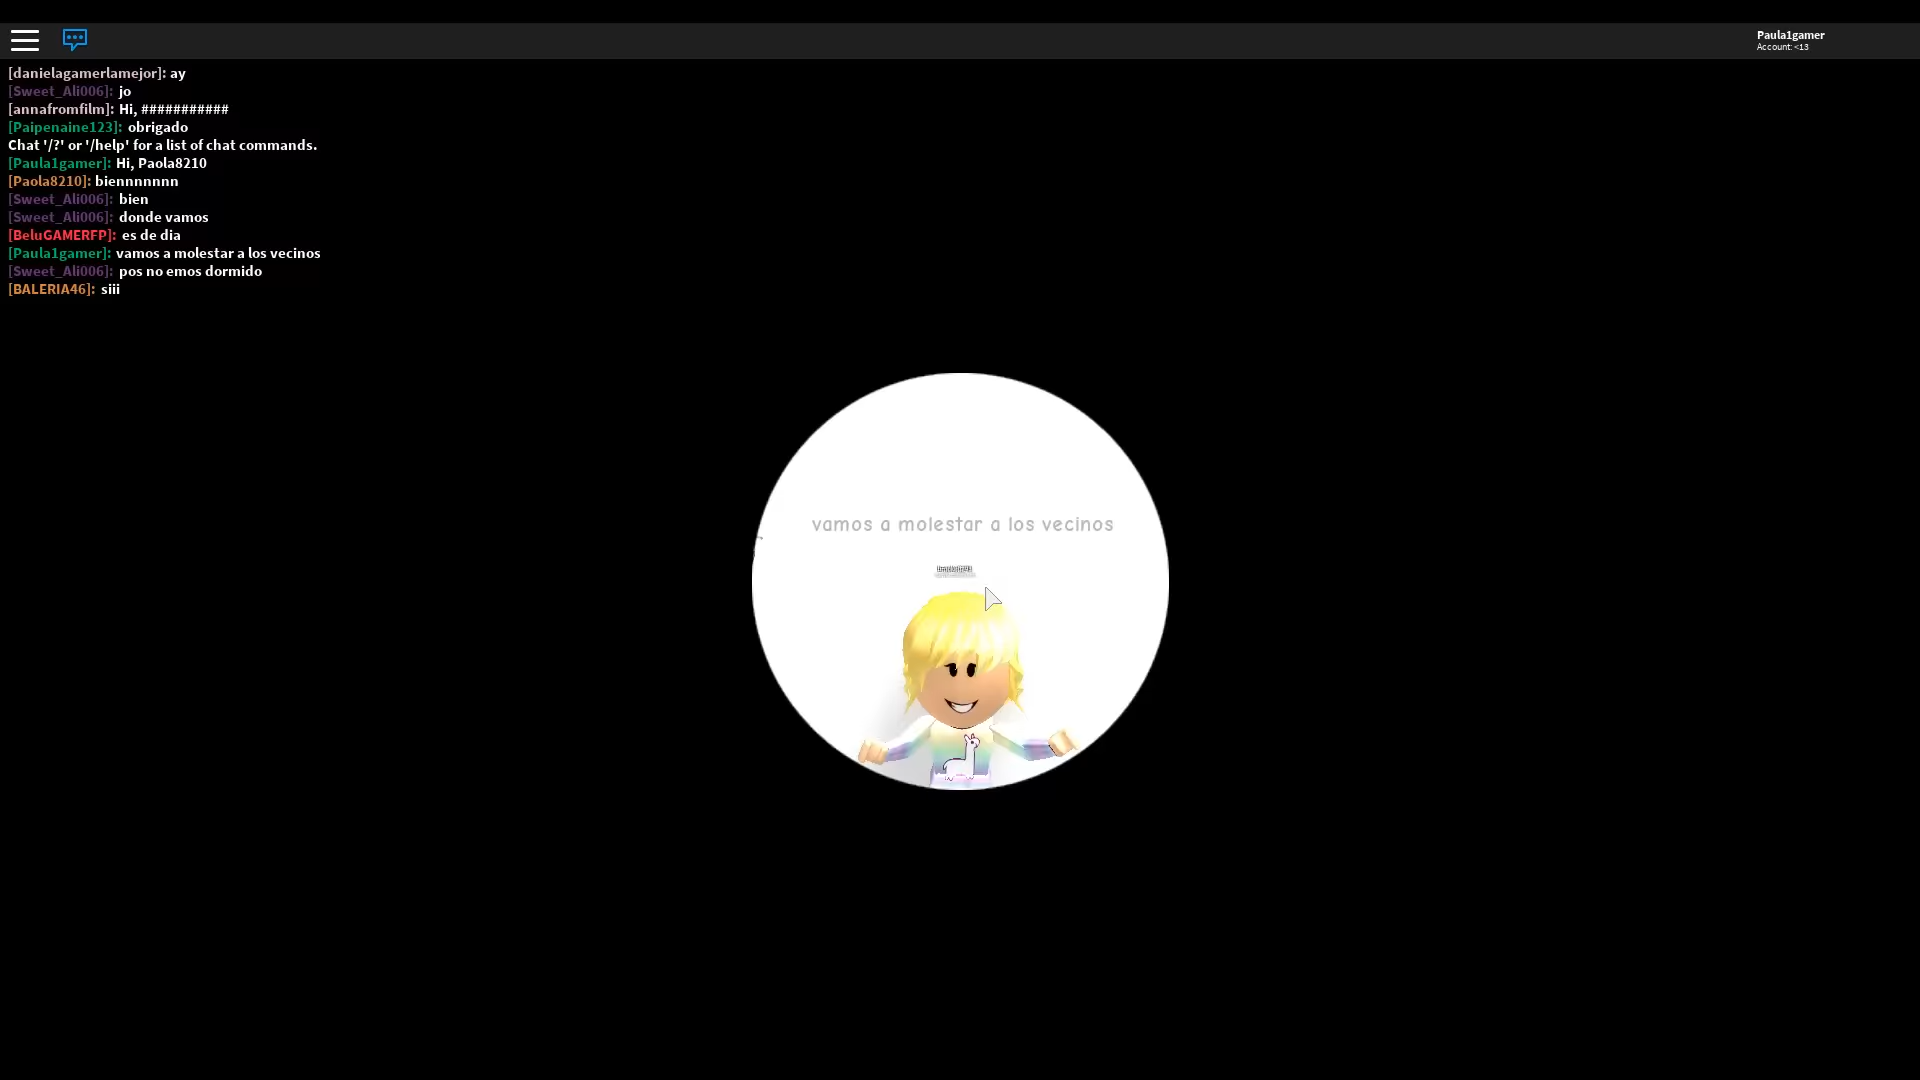 Paula1gamer
Account: <13
[danielagamerlamejor]: ay
[Sweet_Ali006]: jo
[annafromfilm]: Hi, ###########
[Paipenaine123]: obrigado
Chat '/?' or '/help' for a list of chat commands.
[Paula1gamer]: Hi, Paola8210
[Paola8210]: biennnnnnn
[Sweet_Ali006]: bien
[Sweet_Ali006]: donde vamos
[BeluGAMERFP]: es de dia
[Paula1gamer]: vamos a molestar a los vecinos
[Sweet_Ali006]: pos no emos dormido
[BALERIA46]: siii
vamos a molestar a los vecinos